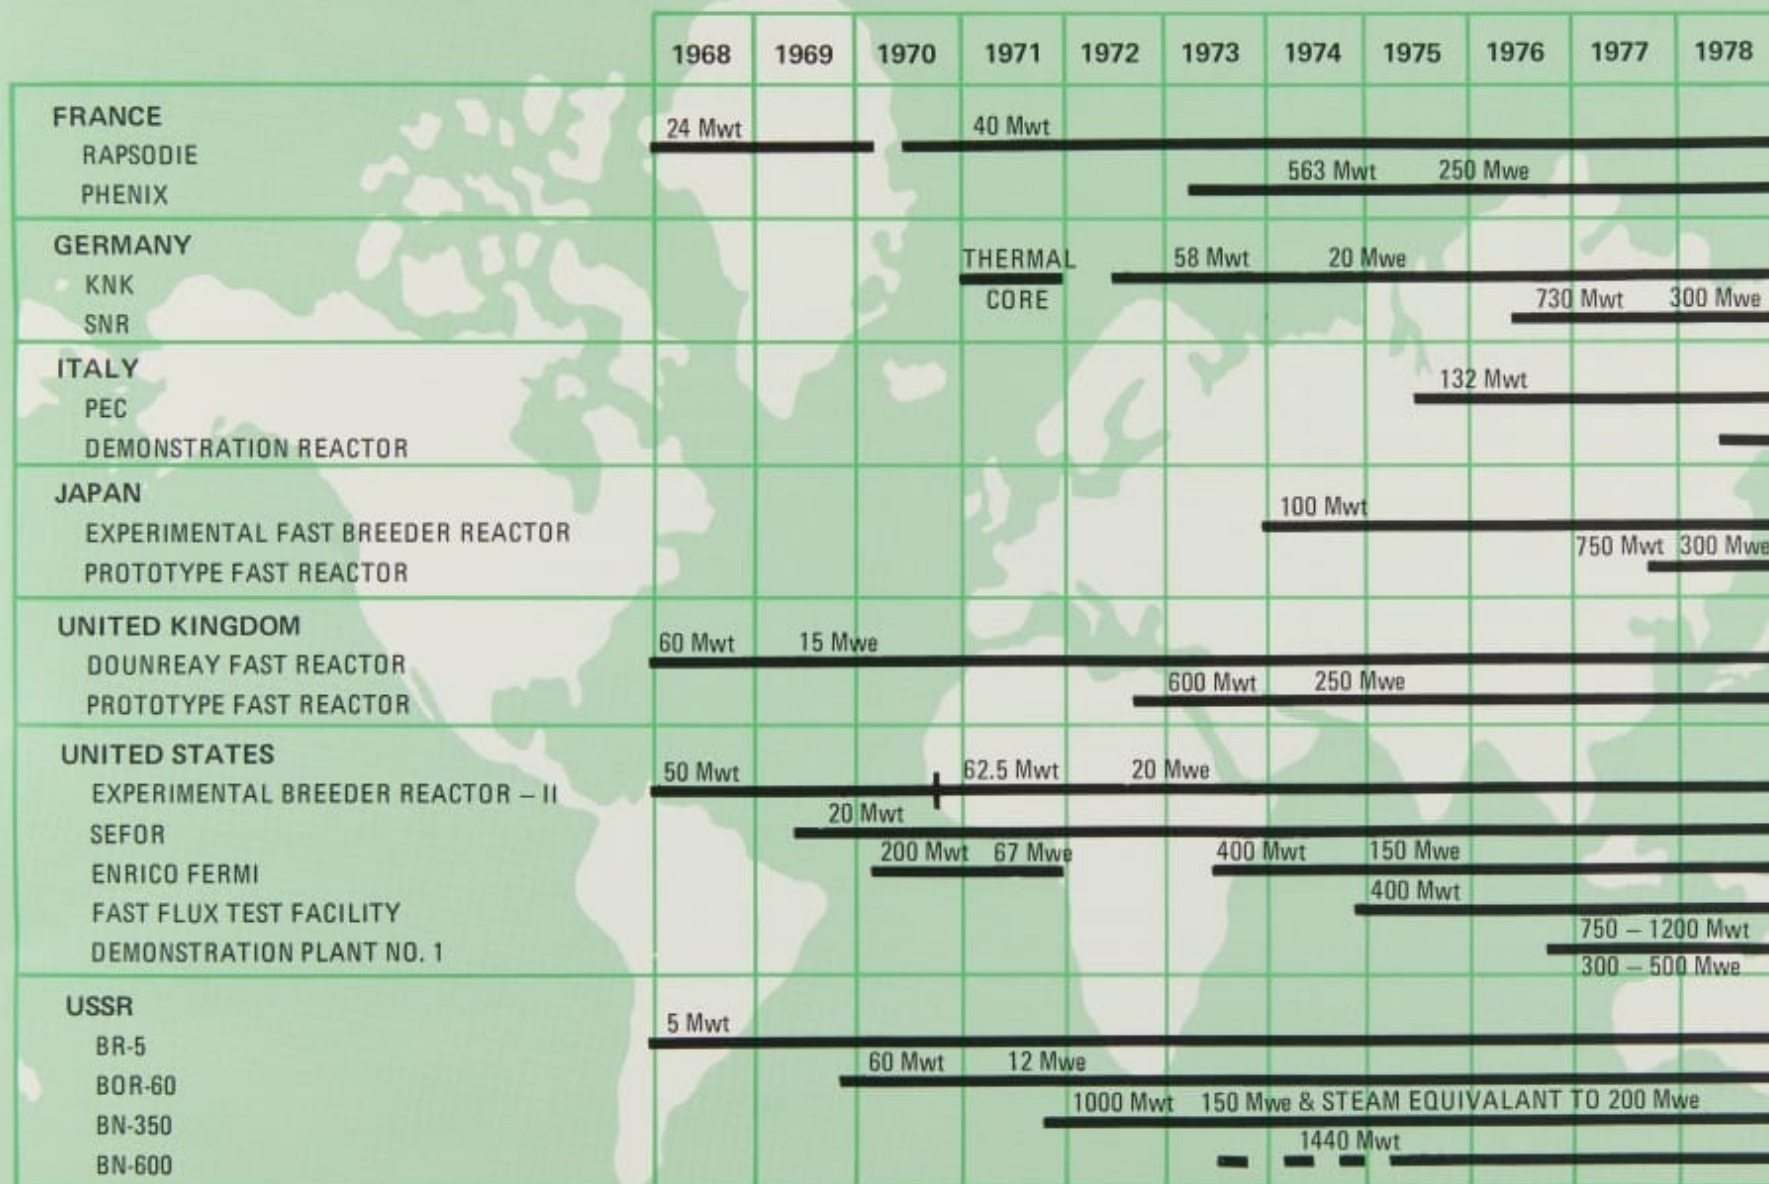 1968 1969 1970 1971 1972 1973 1974 1975 1976 1977 1978
FRANCE
24 Mwt 40 Mwt
RAPSODIE
563 Mwt 250 Mwe
PHENIX
GERMANY
THERMAL 58 Mwt 20 Mwe
KNK
CORE 730 Mwt 300 Mwe
SNR
ITALY
132 Mwt
PEC
DEMONSTRATION REACTOR
JAPAN
100 Mwt
EXPERIMENTAL FAST BREEDER REACTOR
750 Mwt 300 Mwe
PROTOTYPE FAST REACTOR
UNITED KINGDOM
60 Mwt 15 Mwe
DOUNREAY FAST REACTOR
600 Mwt 250 Mwe
PROTOTYPE FAST REACTOR
UNITED STATES
50 Mwt 62.5 Mwt 20 Mwe
EXPERIMENTAL BREEDER REACTOR – II
20 Mwt
SEFOR
200 Mwt 67 Mwe 400 Mwt 150 Mwe
ENRICO FERMI
400 Mwt
FAST FLUX TEST FACILITY
750 – 1200 Mwt
DEMONSTRATION PLANT NO. 1
300 – 500 Mwe
USSR
5 Mwt
BR-5
60 Mwt 12 Mwe
BOR-60
1000 Mwt 150 Mwe & STEAM EQUIVALANT TO 200 Mwe
BN-350
1440 Mwt
BN-600